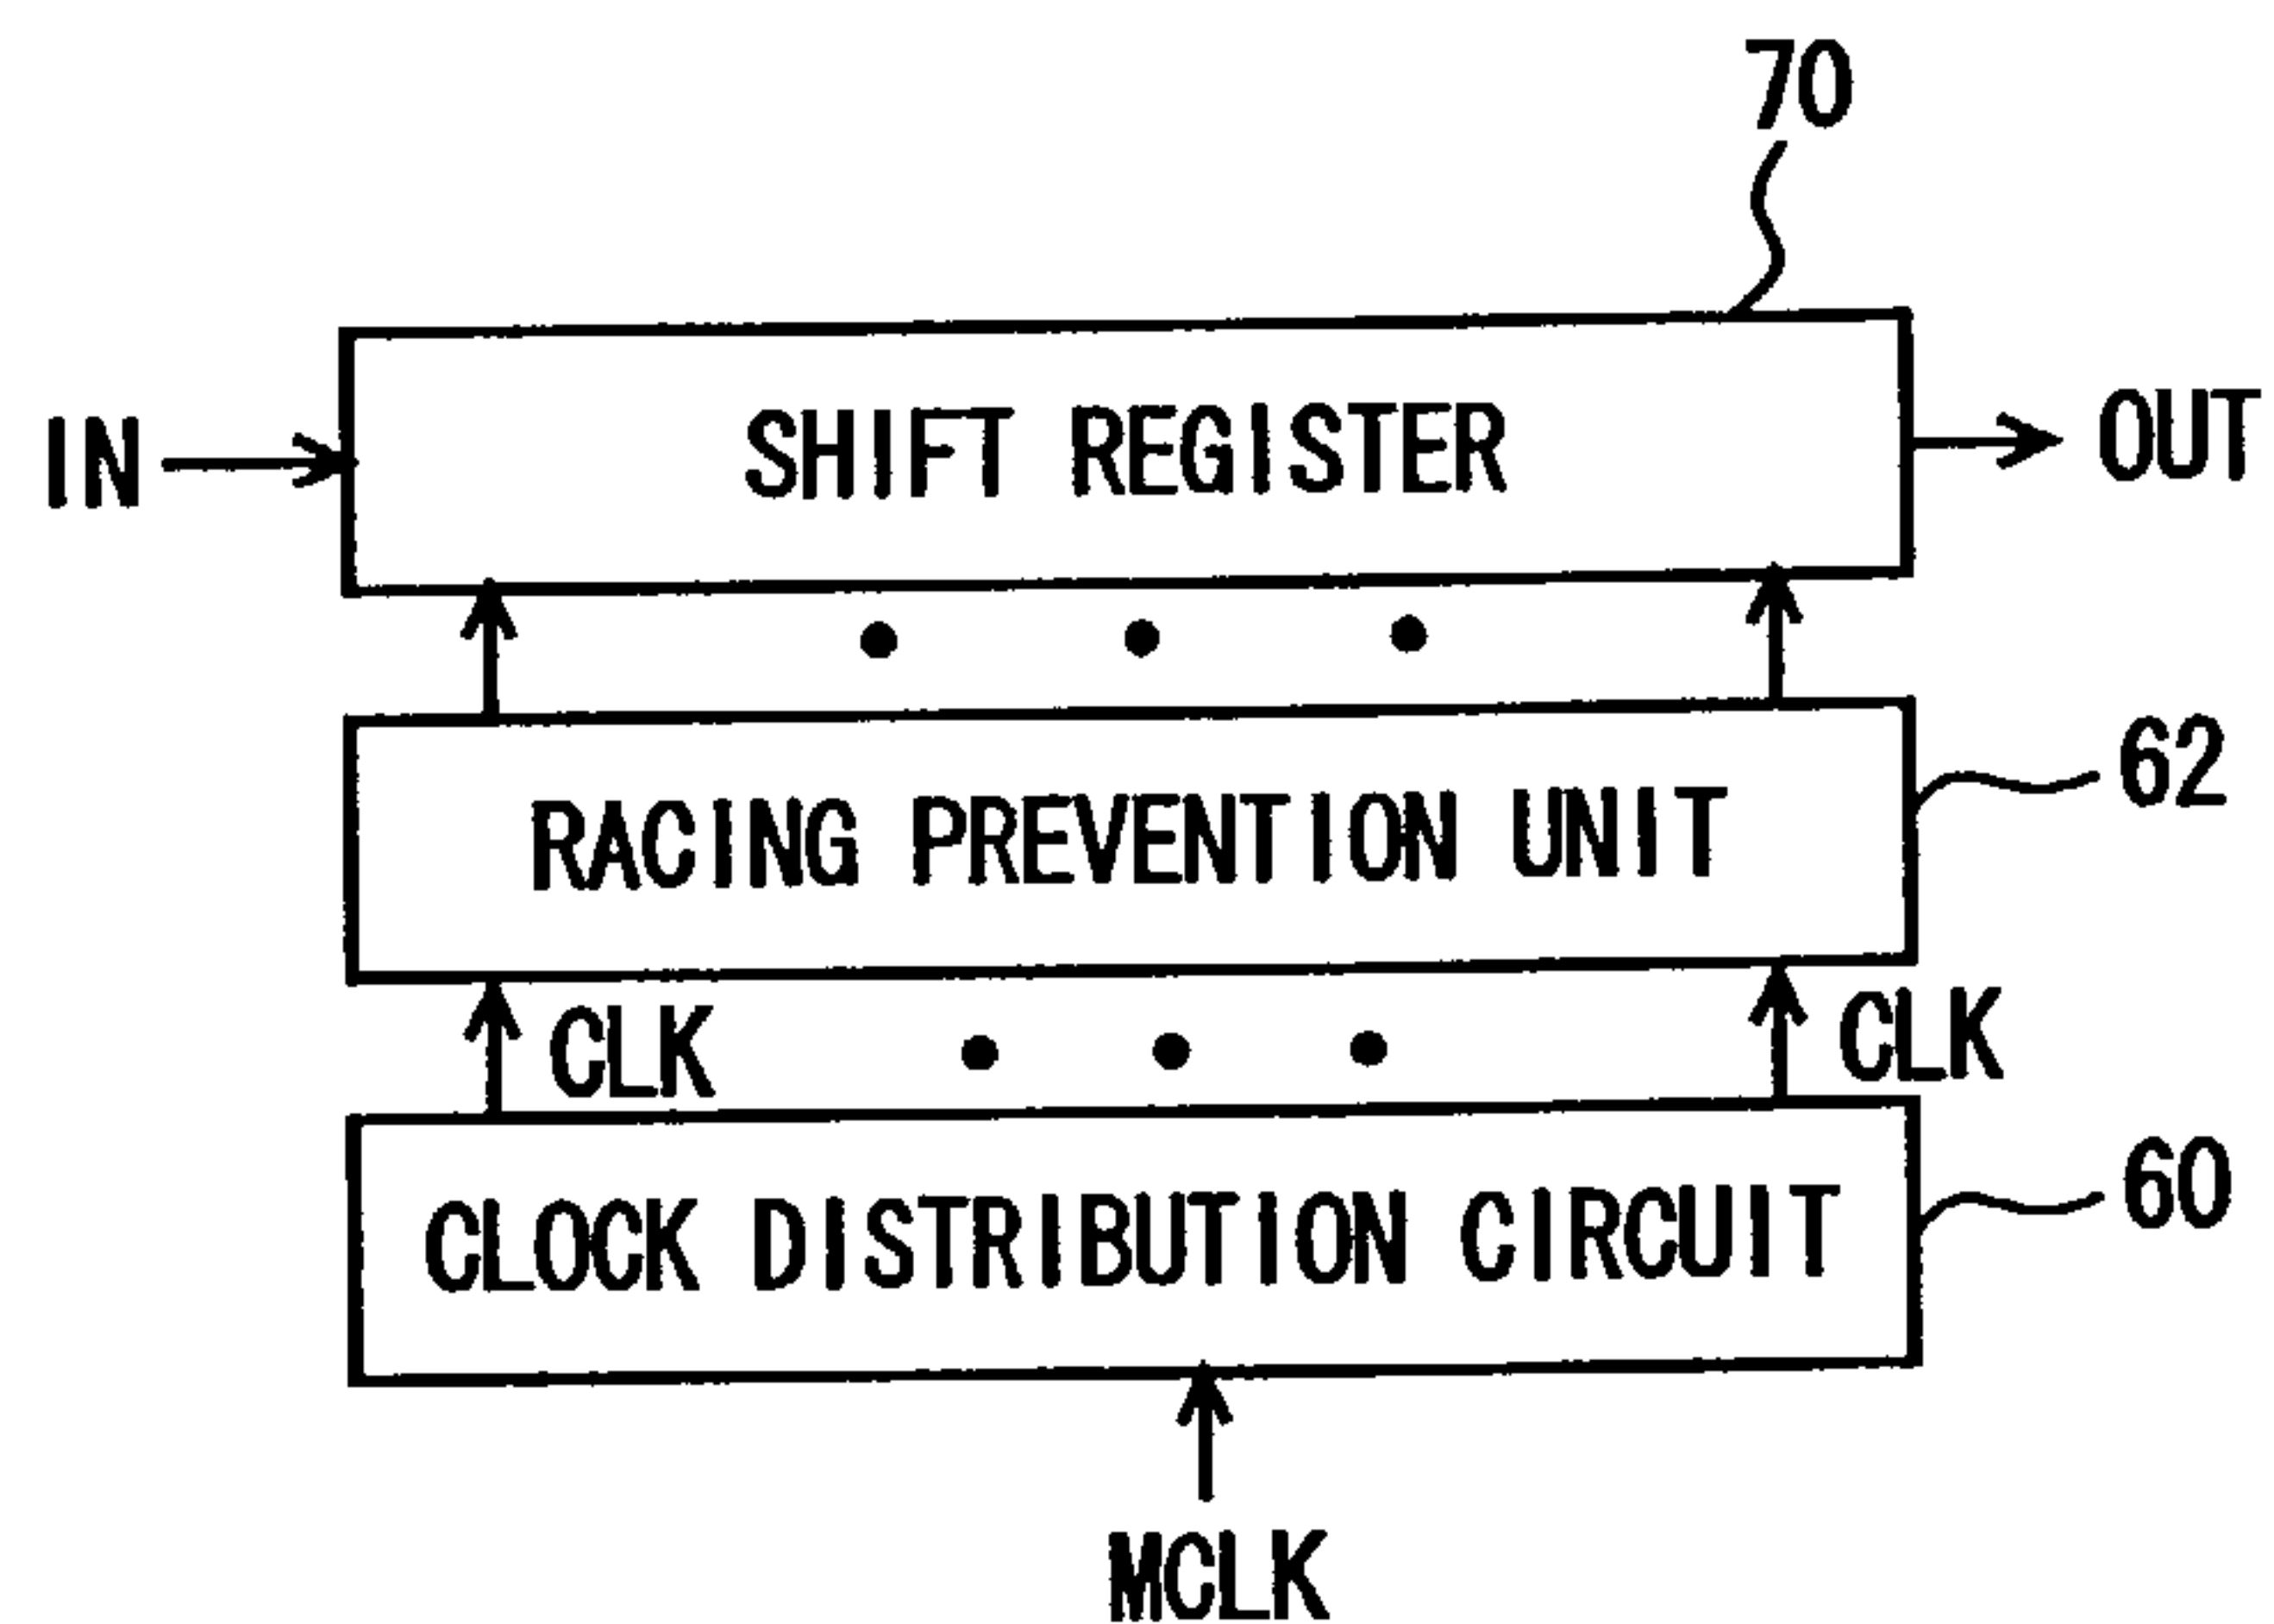 70
IN
SHIFT REGISTER
OUT
RACING PREVENTION UNIT
62
CLK
CLK
CLOCK DISTRIBUTION CIRCUIT
60
MCLK